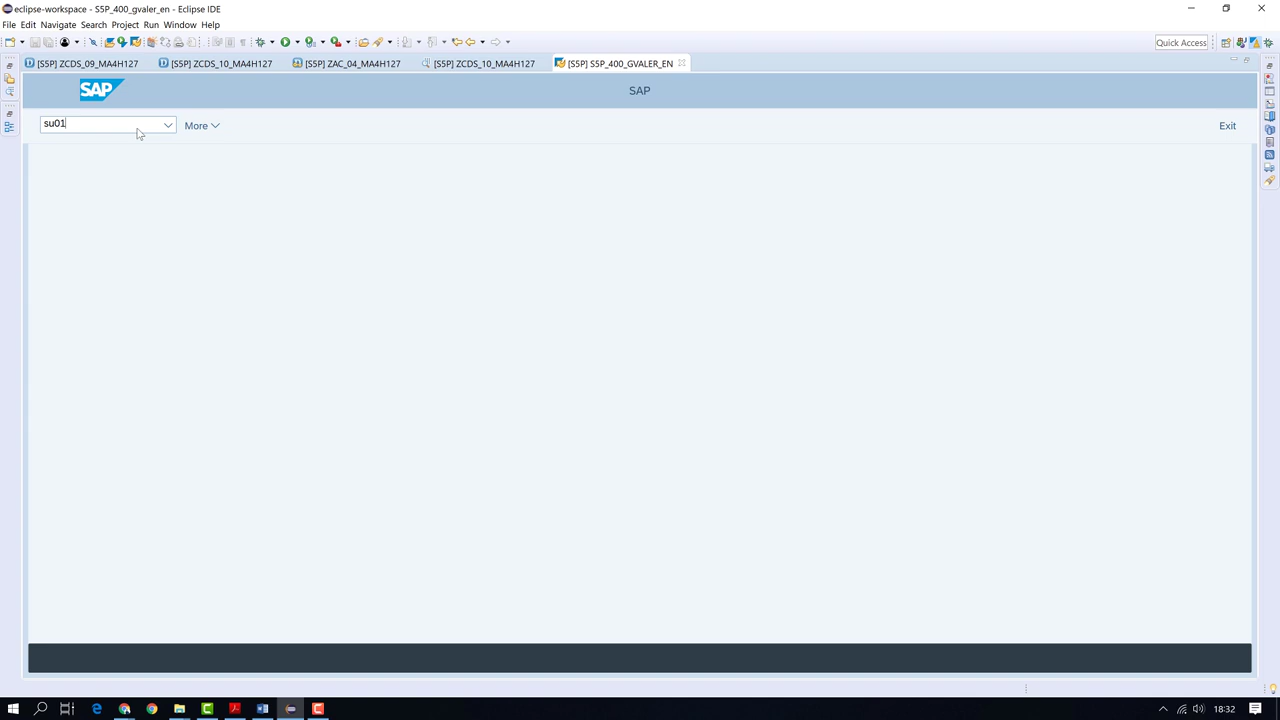 eclipse-workspace - S5P_400_gvaler_en - Eclipse IDE
File Edit Navigate Search Project Run Window Help
Quick Access
[S5P] ZCDS_09_MA4H127 [S5P] ZCDS_10_MA4H127 [S5P] ZAC_04_MA4H127 [S5P] ZCDS_10_MA4H127 [S5P] S5P_400_GVALER_EN
SAP SAP
su01 More Exit
18:32